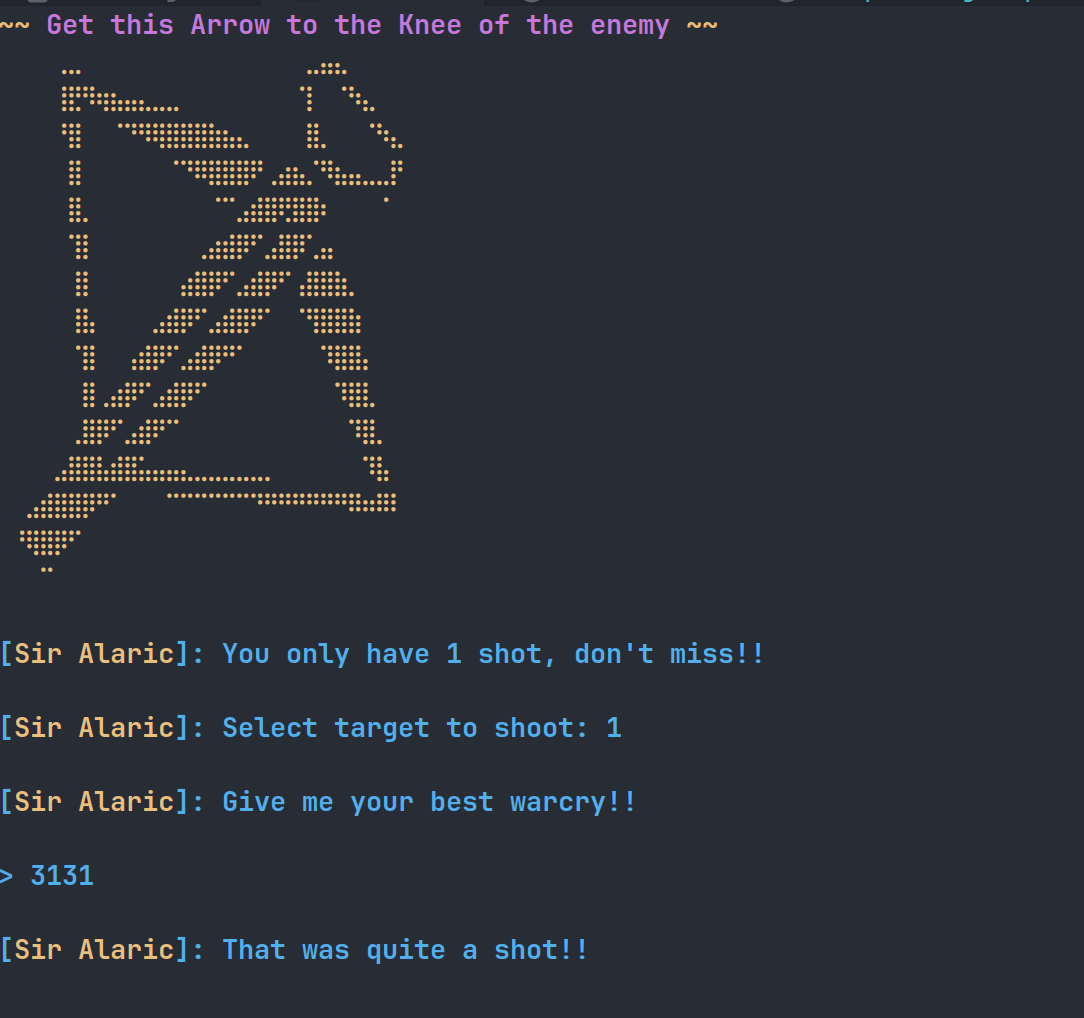 ~~ Get this Arrow to the Knee of the enemy ~~
[Sir Alaric]: You only have 1 shot, don't miss!!
[Sir Alaric]: Select target to shoot: 1
[Sir Alaric]: Give me your best warcry!!
> 3131
[Sir Alaric]: That was quite a shot!!